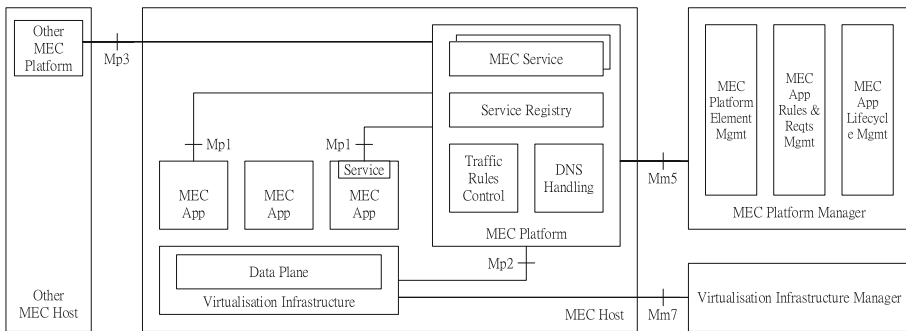 Other
MEC
Platform
Mp3
Other
MEC Host
Mp1
Mp1
MEC
App
MEC
App
Service
MEC
App
Data Plane
Virtualisation Infrastructure
MEC Service
Service Registry
Traffic
Rules
Control
DNS
Handling
MEC Platform
Mp2
MEC Host
Mm5
Mm7
MEC
Platform
Element
Mgmt
MEC
App
Rules &
Reqts
Mgmt
MEC
App
Lifecycl
e Mgmt
MEC Platform Manager
Virtualisation Infrastructure Manager